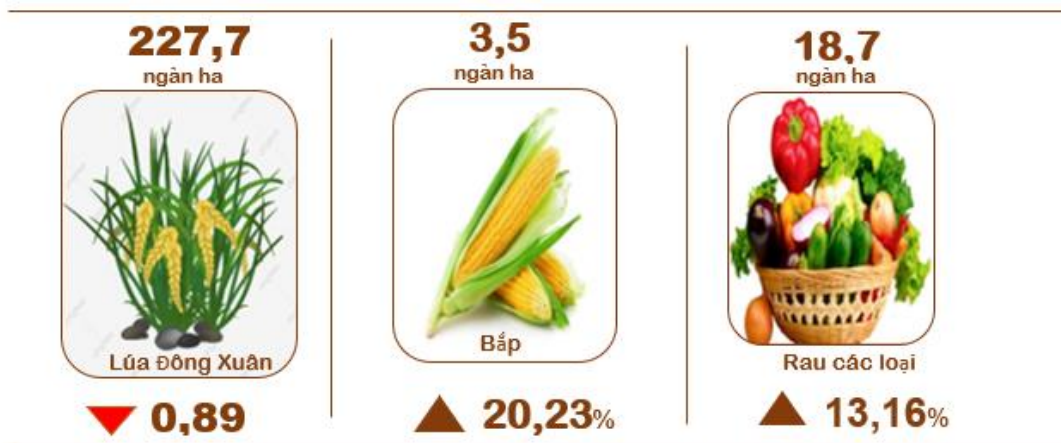 227,7
ngàn ha
Lúa Đông Xuân
0,89
3,5
ngàn ha
Bắp
20,23%
18,7
ngàn ha
Rau các loại
13,16%